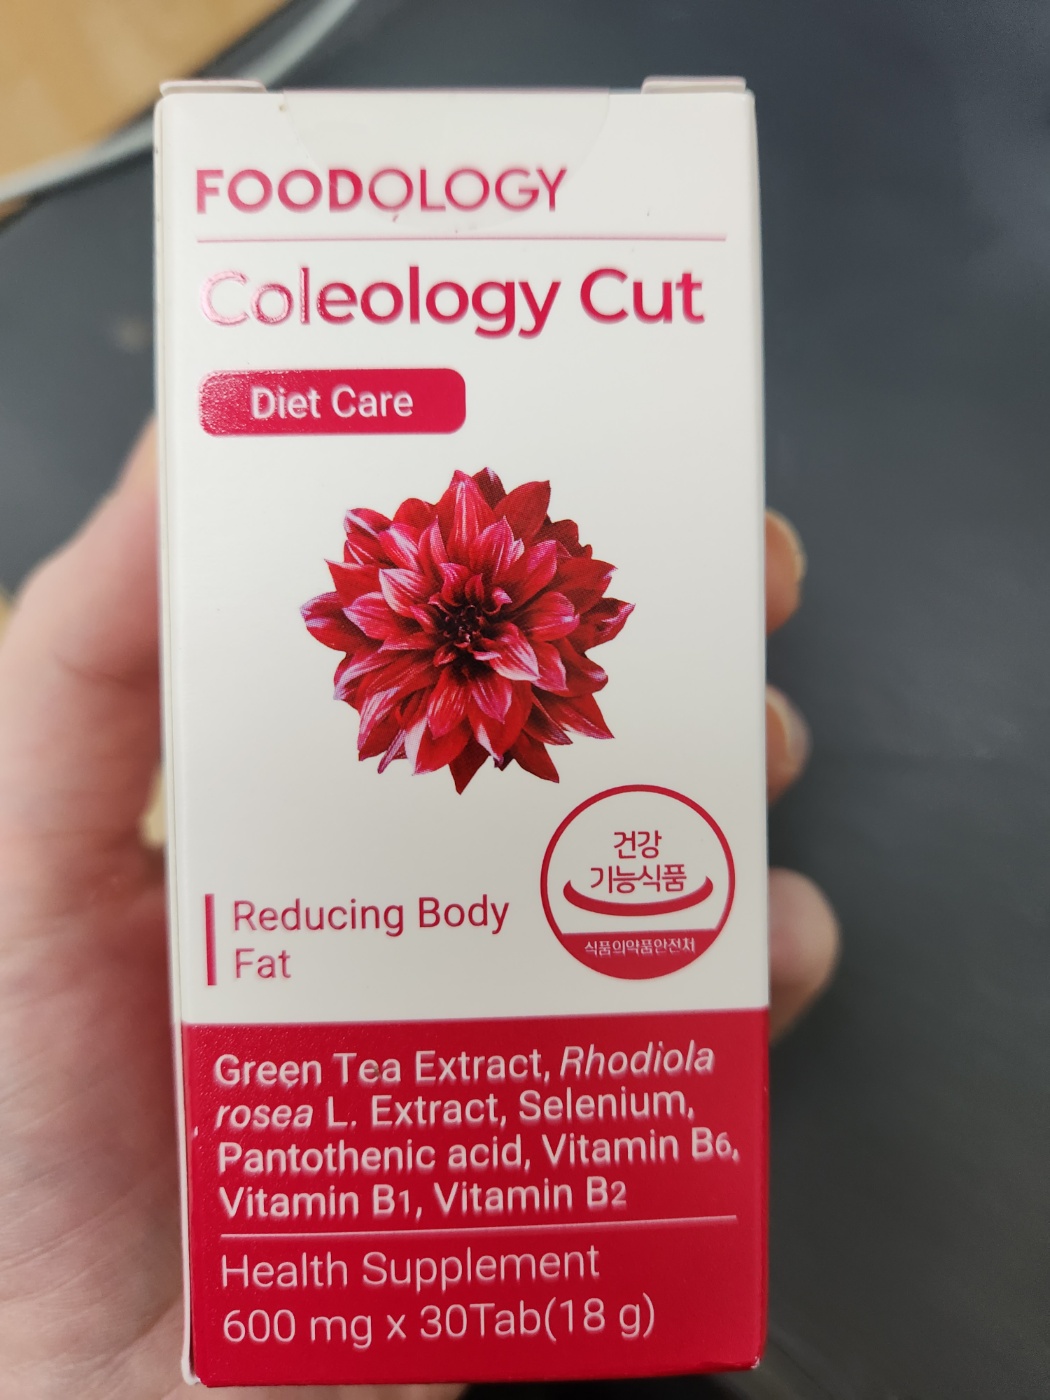 FOODOLOGY
Coleology Cut
Diet Care
건강
기능식품
식품의약품안전처
Reducing Body
Fat
Green Tea Extract, Rhodiola
rosea L. Extract, Selenium,
Pantothenic acid, Vitamin B6,
Vitamin B1, Vitamin B2
Health Supplement
600 mg x 30Tab(18 g)